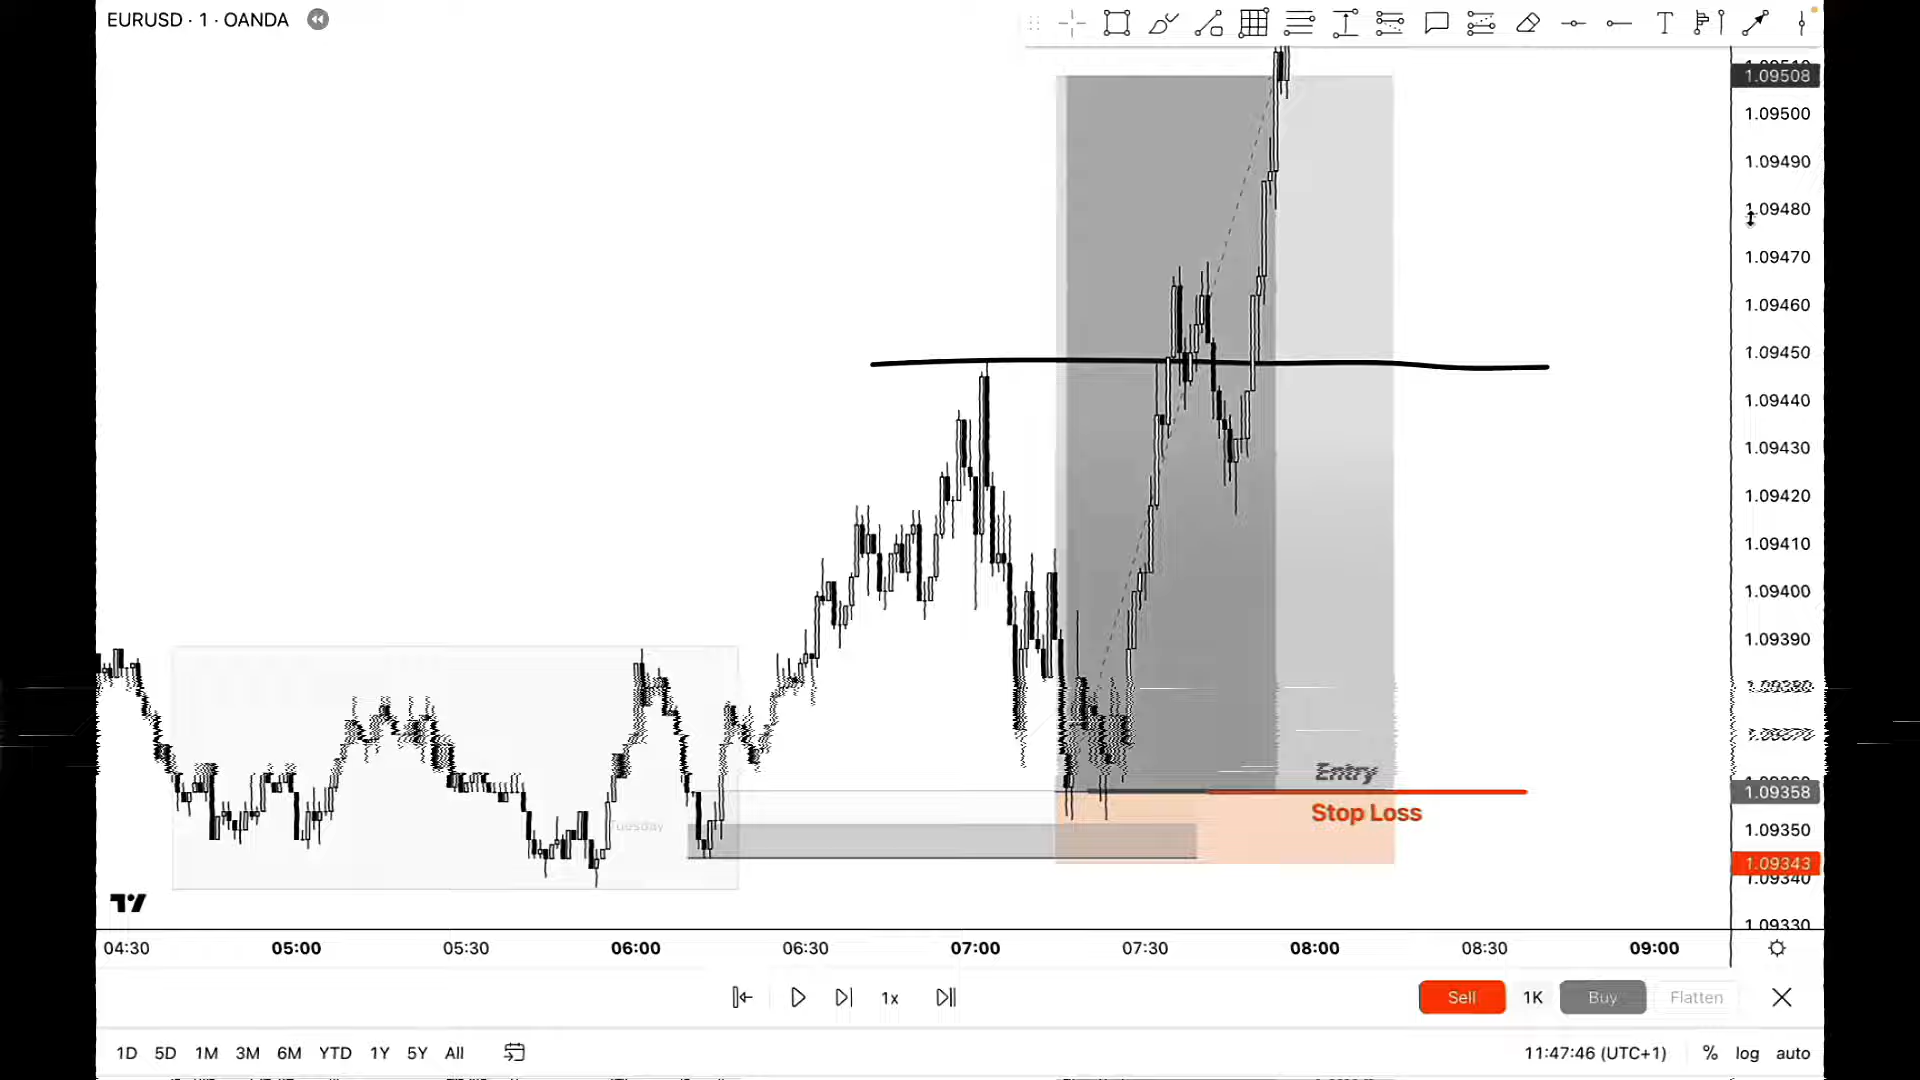 EURUSD · 1 · OANDA
1.09508
1.09500
1.09490
1.09480
1.09470
1.09460
1.09450
1.09440
1.09430
1.09420
1.09410
1.09400
1.09390
Entry
1.09358
Stop Loss
Tuesday
1.09350
1.09343
1.09340
1.09330
04:30 05:00 05:30 06:00 06:30 07:00 07:30 08:00 08:30 09:00
1x Sell 1K Buy Flatten
1D 5D 1M 3M 6M YTD 1Y 5Y All 11:47:46 (UTC+1) % log auto